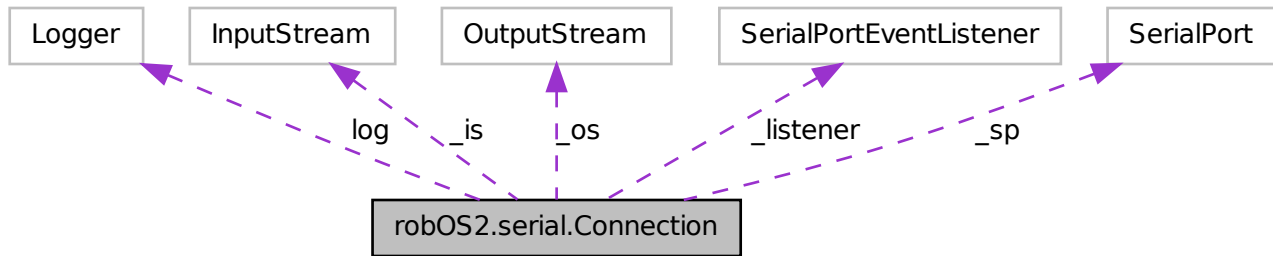 Logger
InputStream
OutputStream
SerialPortEventListener
SerialPort
log
_is
_os
_listener
_sp
robOS2.serial.Connection